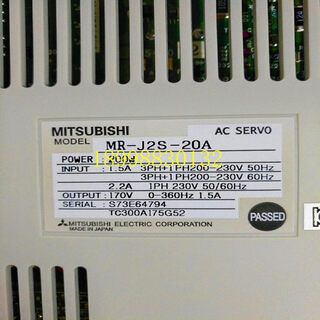 MITSUBISHI AC SERVO
MODEL MR-J2S-20A
POWER : 200W
INPUT : 1.5A 3PH+1PH200-230V 50Hz
3PH+1PH200-230V 60Hz
2.2A 1PH 230V 50/60Hz
OUTPUT : 170V 0-360Hz 1.5A
SERIAL : S73E64794
TC300A175G52
MITSUBISHI ELECTRIC CORPORATION
MADE IN JAPAN
PASSED